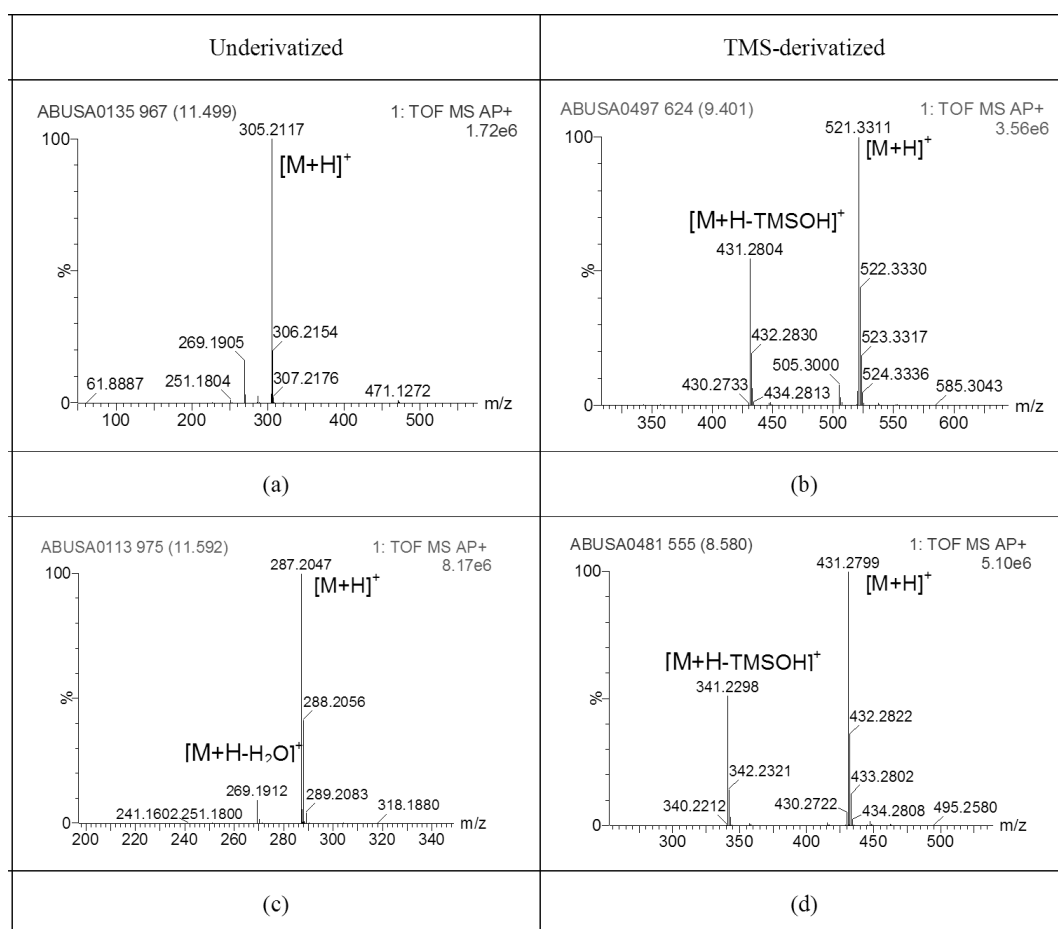 Underivatized
TMS-derivatized
ABUSA0135 967 (11.499)
1: TOF MS AP+
1.72e6
305.2117
100
[M+H]+
%
306.2154
269.1905
307.2176
251.1804
61.8887
471.1272
0
m/z
100 200 300 400 500
(a)
ABUSA0497 624 (9.401)
1: TOF MS AP+
3.56e6
521.3311
100
[M+H]+
[M+H-TMSOH]+
431.2804
%
522.3330
432.2830
523.3317
505.3000
524.3336
430.2733
434.2813
585.3043
0
m/z
350 400 450 500 550 600
(b)
ABUSA0113 975 (11.592)
1: TOF MS AP+
8.17e6
287.2047
100
[M+H]+
%
288.2056
[M+H-H2O]+
269.1912
289.2083
241.1602
251.1800
318.1880
0
m/z
200 220 240 260 280 300 320 340
(c)
ABUSA0481 555 (8.580)
1: TOF MS AP+
5.10e6
431.2799
100
[M+H]+
[M+H-TMSOH]+
341.2298
%
432.2822
342.2321
433.2802
340.2212
430.2722
434.2808
495.2580
0
m/z
300 350 400 450 500
(d)